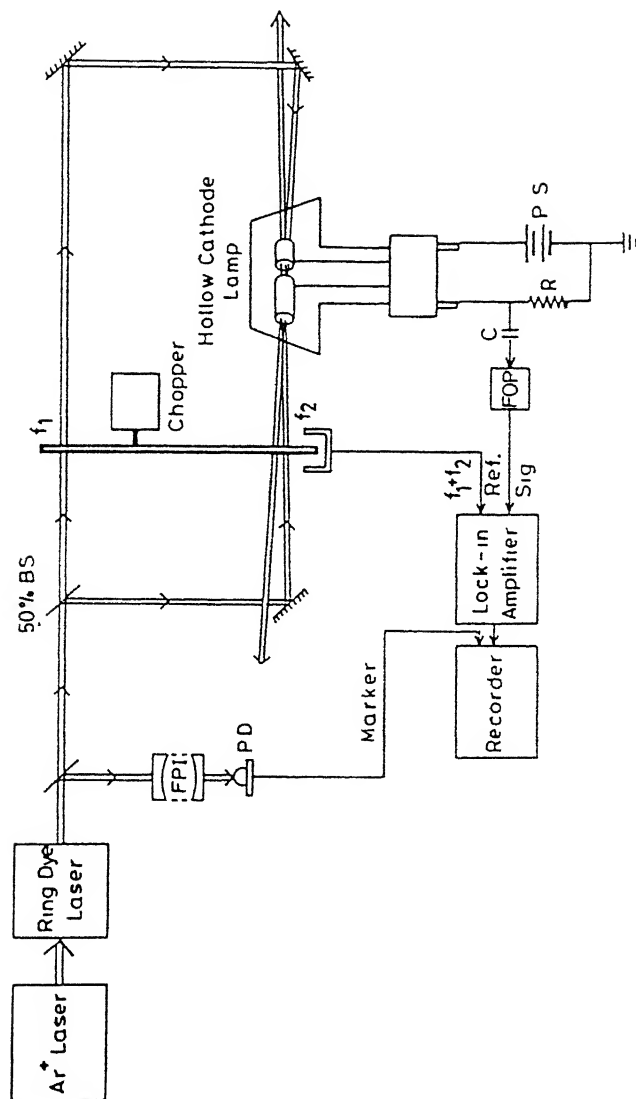 Ar+ Laser
Ring Dye
Laser
50% BS
f1
Chopper
f2
Hollow Cathode
Lamp
FPI
PD
Marker
f1+f2
Ref.
Sig
Lock-in
Amplifier
Recorder
FOP
C
R
P S